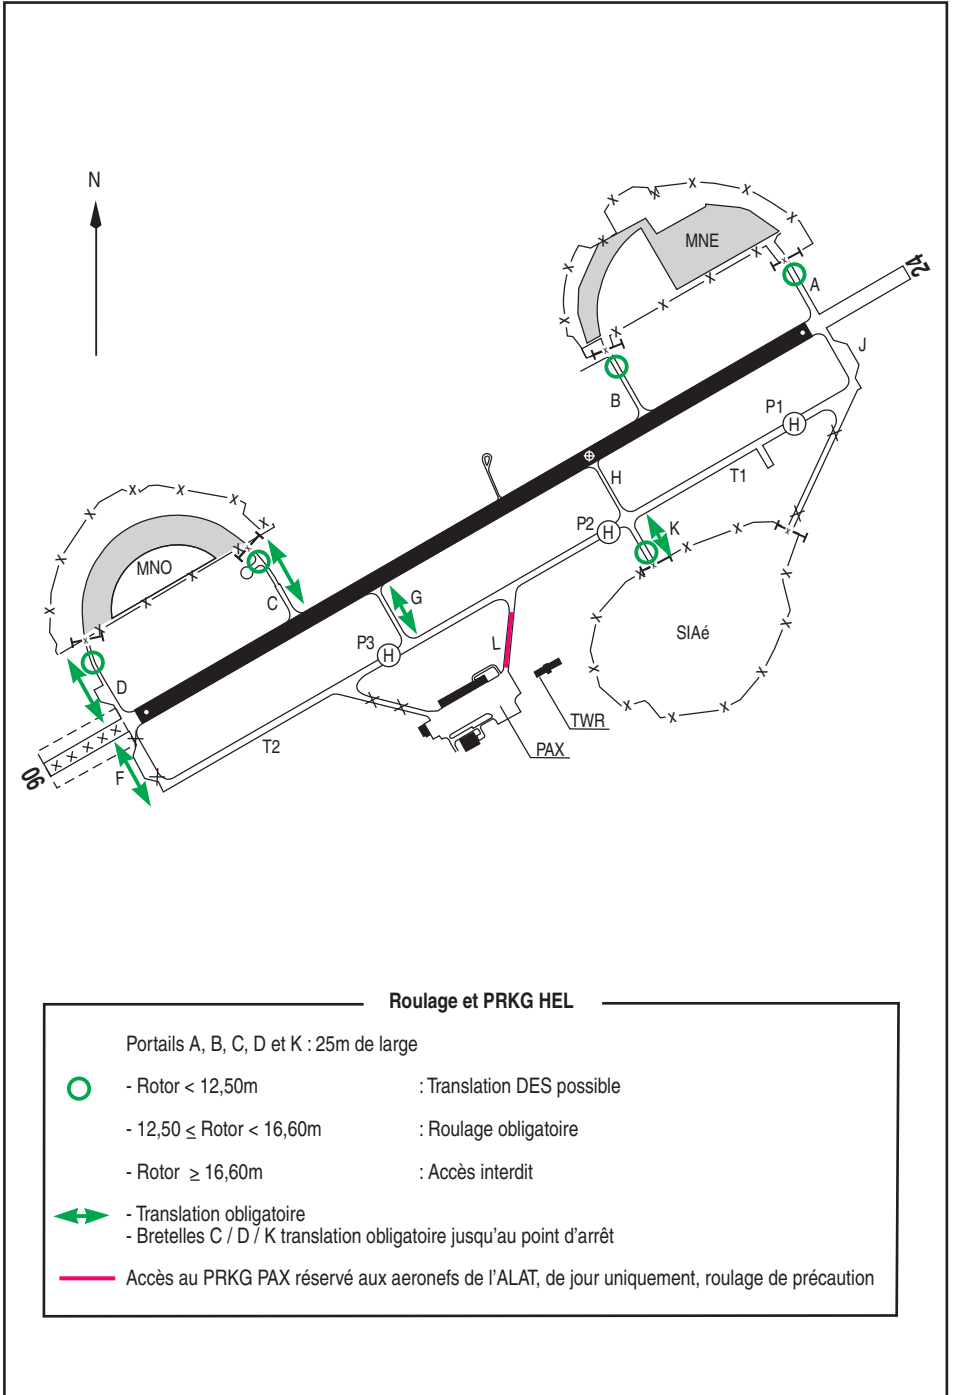 N
MNE
24
A
J
B
P1
H
H
T1
P2
H
K
MNO
C
G
SIAé
P3
H
L
D
TWR
T2
PAX
06
F
Roulage et PRKG HEL
Portails A, B, C, D et K : 25m de large
- Rotor < 12,50m : Translation DES possible
- 12,50 ≤ Rotor < 16,60m : Roulage obligatoire
- Rotor ≥ 16,60m : Accès interdit
- Translation obligatoire
- Bretelles C / D / K translation obligatoire jusqu'au point d'arrêt
Accès au PRKG PAX réservé aux aeronefs de l'ALAT, de jour uniquement, roulage de précaution